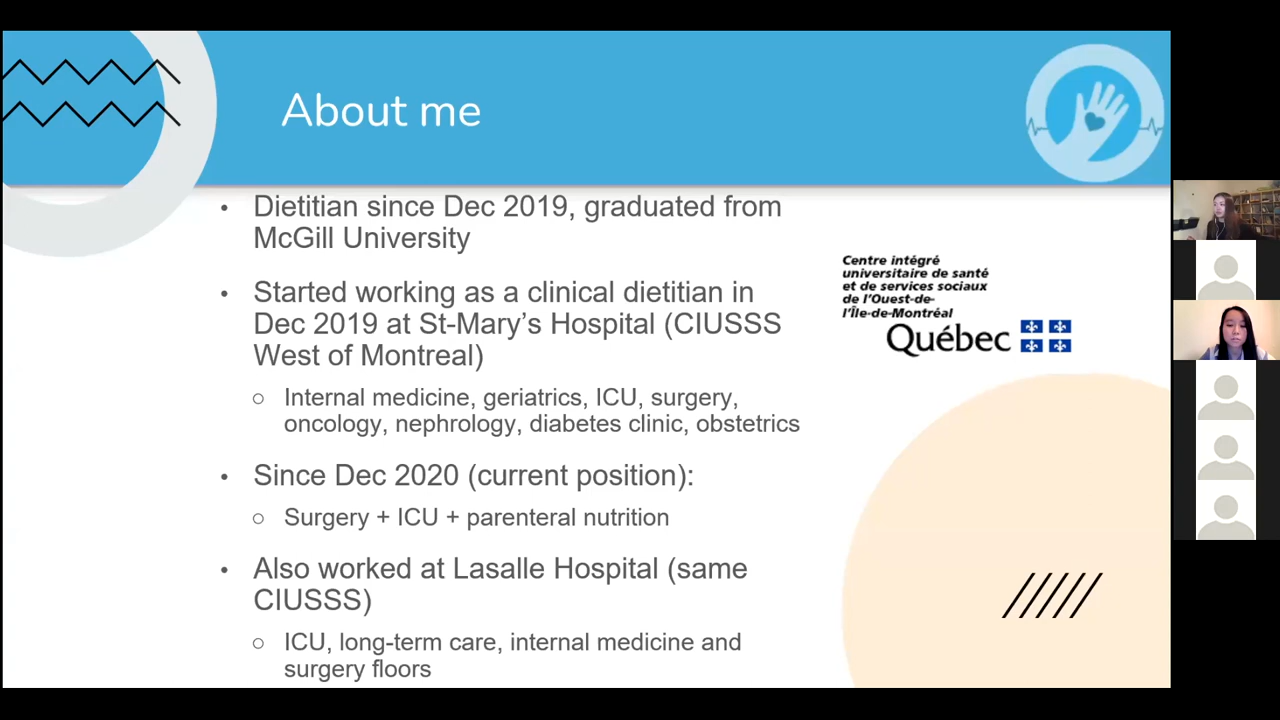 About me
• Dietitian since Dec 2019, graduated from
McGill University
• Started working as a clinical dietitian in
Dec 2019 at St-Mary’s Hospital (CIUSSS
West of Montreal)
○ Internal medicine, geriatrics, ICU, surgery,
oncology, nephrology, diabetes clinic, obstetrics
• Since Dec 2020 (current position):
○ Surgery + ICU + parenteral nutrition
• Also worked at Lasalle Hospital (same
CIUSSS)
○ ICU, long-term care, internal medicine and
surgery floors
Centre intégré
universitaire de santé
et de services sociaux
de l’Ouest-de-
l’Île-de-Montréal
Québec